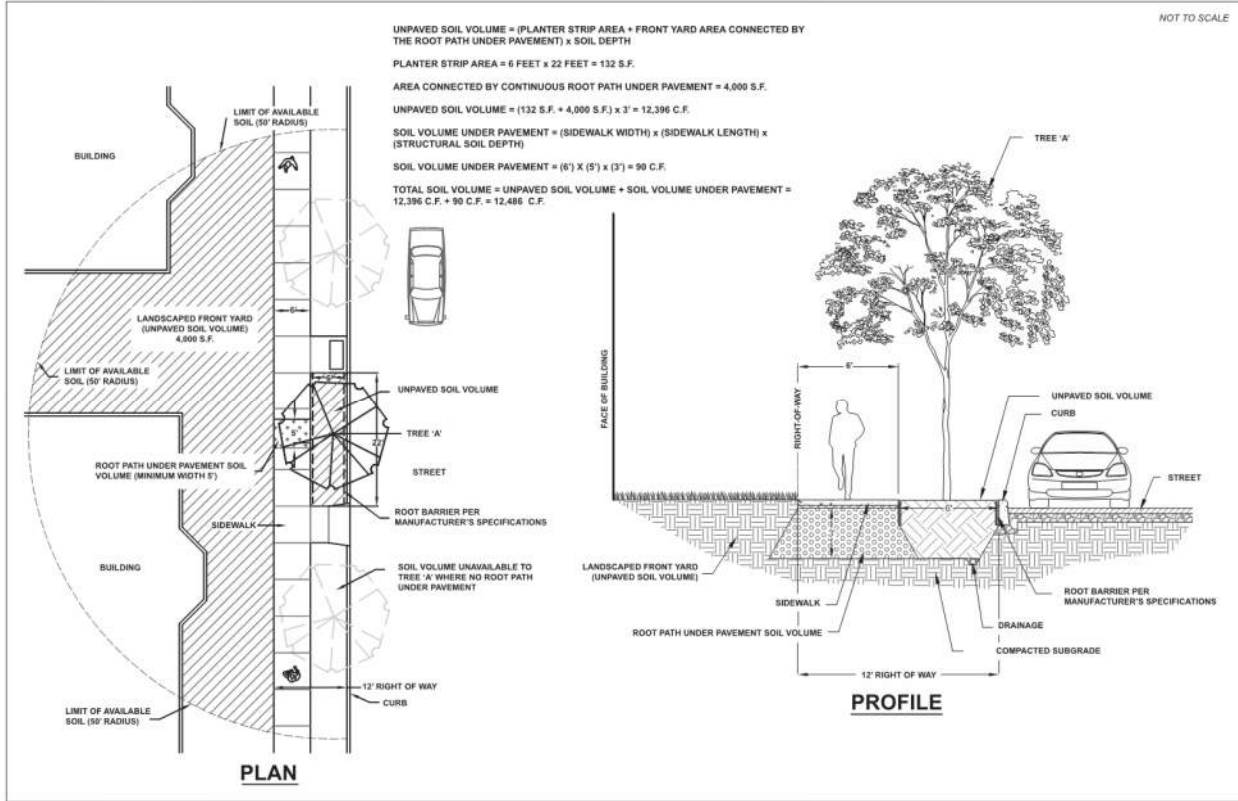 NOT TO SCALE
UNPAVED SOIL VOLUME = (PLANTER STRIP AREA + FRONT YARD AREA CONNECTED BY
THE ROOT PATH UNDER PAVEMENT) x SOIL DEPTH
PLANTER STRIP AREA = 6 FEET x 22 FEET = 132 S.F.
AREA CONNECTED BY CONTINUOUS ROOT PATH UNDER PAVEMENT = 4,000 S.F.
UNPAVED SOIL VOLUME = (132 S.F. + 4,000 S.F.) x 3' = 12,396 C.F.
SOIL VOLUME UNDER PAVEMENT = (SIDEWALK WIDTH) x (SIDEWALK LENGTH) x
(STRUCTURAL SOIL DEPTH)
SOIL VOLUME UNDER PAVEMENT = (6') X (5') x (3') = 90 C.F.
TOTAL SOIL VOLUME = UNPAVED SOIL VOLUME + SOIL VOLUME UNDER PAVEMENT =
12,396 C.F. + 90 C.F. = 12,486 C.F.
LIMIT OF AVAILABLE
SOIL (50' RADIUS)
BUILDING
6'
LANDSCAPED FRONT YARD
(UNPAVED SOIL VOLUME)
4,000 S.F.
LIMIT OF AVAILABLE
SOIL (50' RADIUS)
UNPAVED SOIL VOLUME
TREE 'A'
5'
22'
STREET
ROOT PATH UNDER PAVEMENT SOIL
VOLUME (MINIMUM WIDTH 5')
ROOT BARRIER PER
MANUFACTURER'S SPECIFICATIONS
SIDEWALK
BUILDING
SOIL VOLUME UNAVAILABLE TO
TREE 'A' WHERE NO ROOT PATH
UNDER PAVEMENT
12' RIGHT OF WAY
CURB
LIMIT OF AVAILABLE
SOIL (50' RADIUS)
PLAN
TREE 'A'
FACE OF BUILDING
6'
RIGHT-OF-WAY
UNPAVED SOIL VOLUME
CURB
STREET
6'
LANDSCAPED FRONT YARD
(UNPAVED SOIL VOLUME)
SIDEWALK
ROOT BARRIER PER
MANUFACTURER'S SPECIFICATIONS
ROOT PATH UNDER PAVEMENT SOIL VOLUME
DRAINAGE
COMPACTED SUBGRADE
12' RIGHT OF WAY
PROFILE